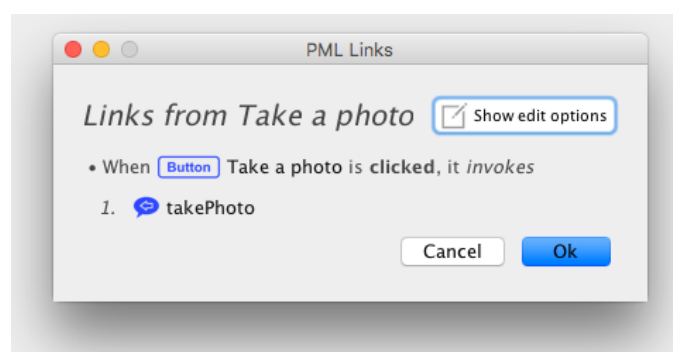 PML Links
Links from Take a photo Show edit options
• When Button Take a photo is clicked, it invokes
1. takePhoto
Cancel Ok